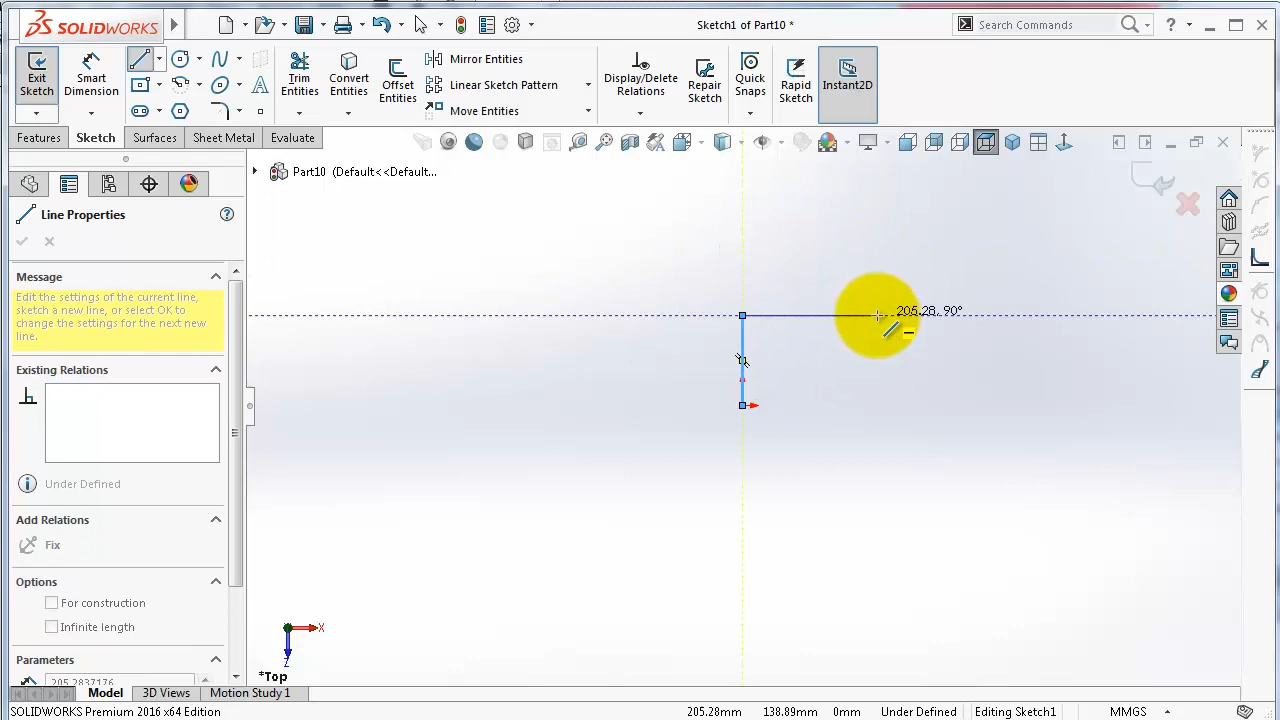 SOLIDWORKS
Sketch1 of Part10 *
Search Commands
Exit Sketch
Smart Dimension
Trim Entities
Convert Entities
Offset Entities
Mirror Entities
Linear Sketch Pattern
Move Entities
Display/Delete Relations
Repair Sketch
Quick Snaps
Rapid Sketch
Instant2D
Features
Sketch
Surfaces
Sheet Metal
Evaluate
Part10 (Default<<Default...
Line Properties
Message
Edit the settings of the current line,
sketch a new line, or select OK to
change the settings for the next new
line.
Existing Relations
Under Defined
Add Relations
Fix
Options
For construction
Infinite length
Parameters
205.2837176
205.28, 90°
X
Z
*Top
Model
3D Views
Motion Study 1
SOLIDWORKS Premium 2016 x64 Edition
205.28mm
138.89mm
0mm
Under Defined
Editing Sketch1
MMGS